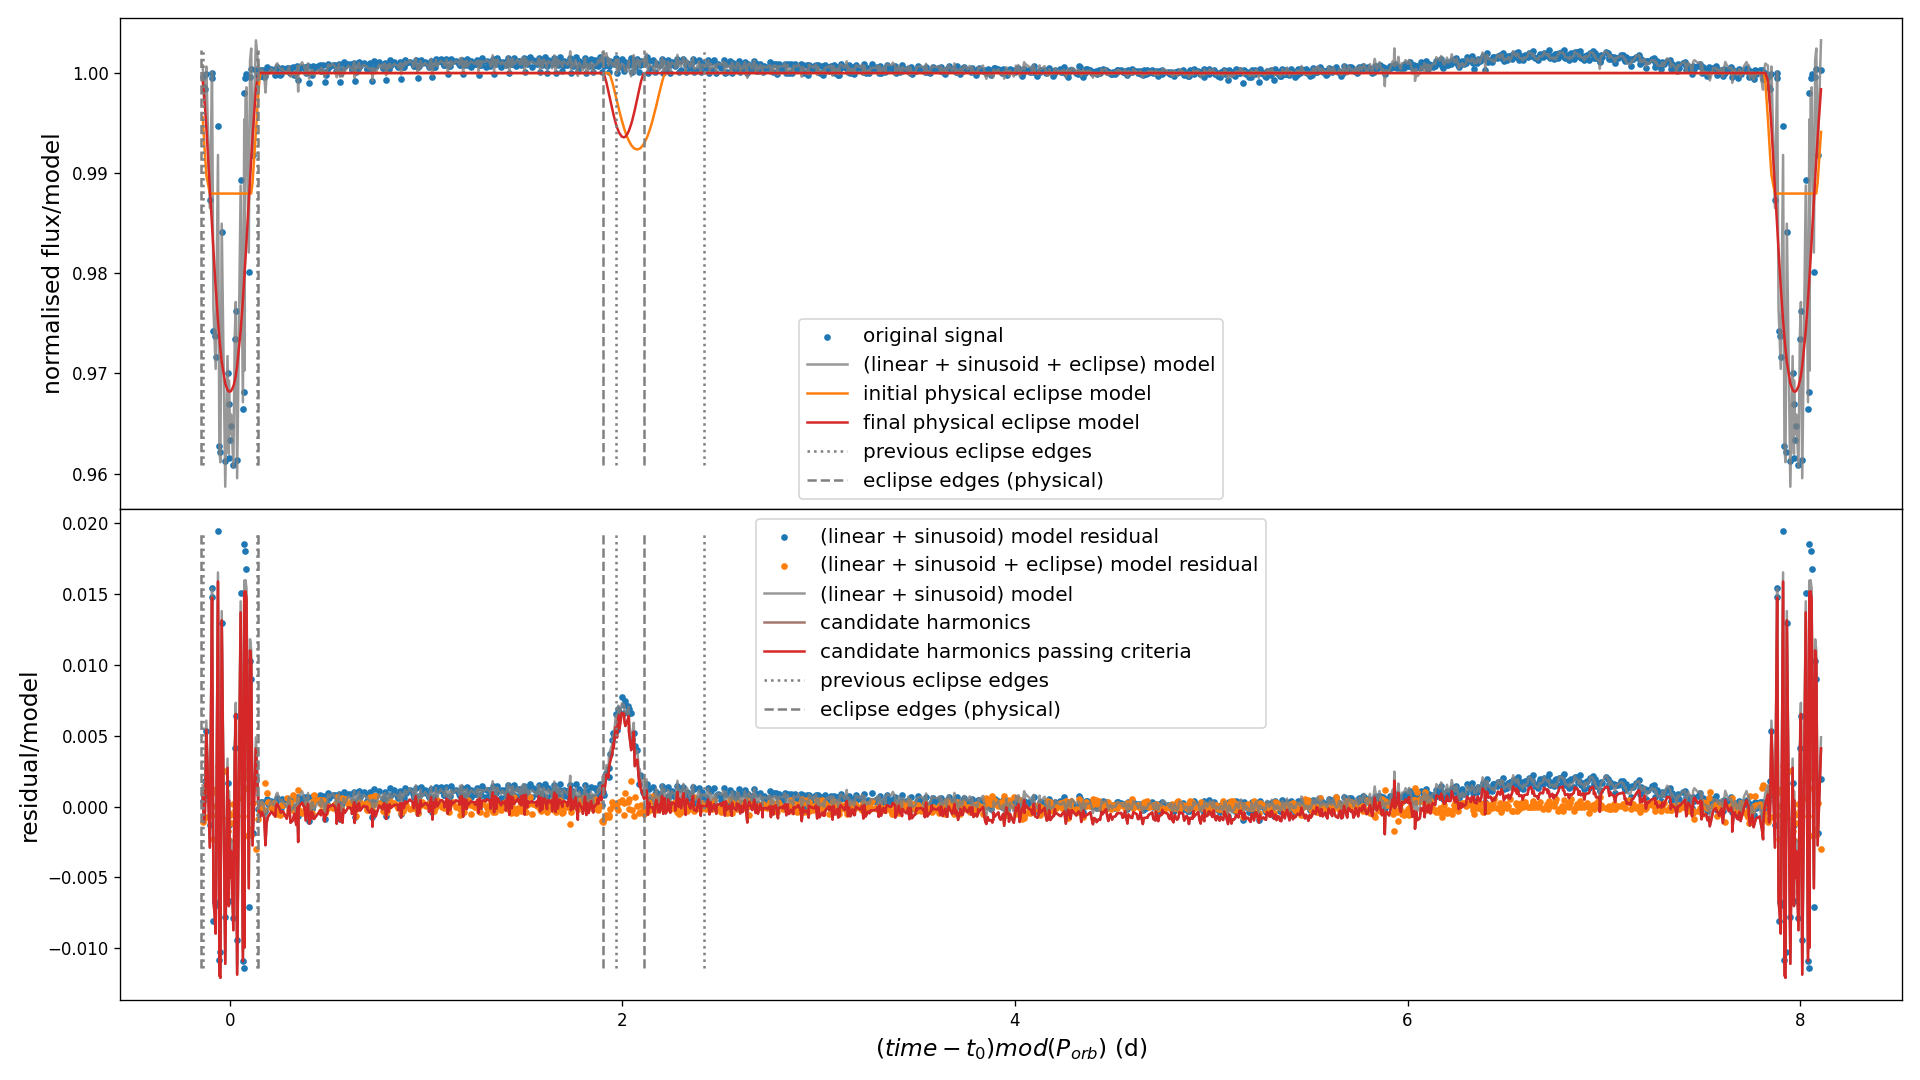 1.00
0.99
0.98
0.97
0.96
normalised flux/model
original signal
(linear + sinusoid + eclipse) model
initial physical eclipse model
final physical eclipse model
previous eclipse edges
eclipse edges (physical)
0.020
0.015
0.010
0.005
0.000
−0.005
−0.010
residual/model
(linear + sinusoid) model residual
(linear + sinusoid + eclipse) model residual
(linear + sinusoid) model
candidate harmonics
candidate harmonics passing criteria
previous eclipse edges
eclipse edges (physical)
0 2 4 6 8
(time − t₀)mod(P_{orb}) (d)